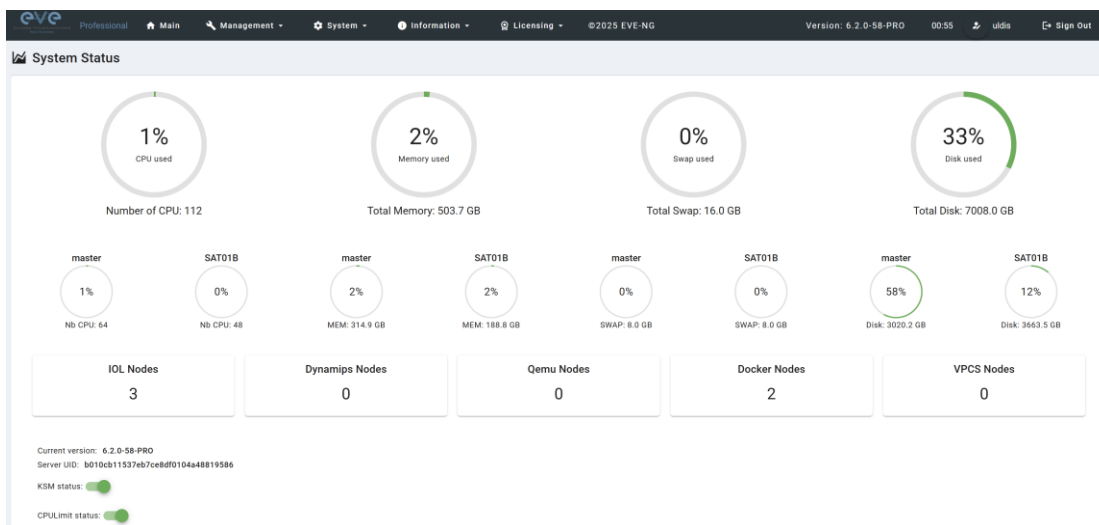 eve Professional Main Management System Information Licensing ©2025 EVE-NG Version: 6.2.0-58-PRO 00:55 uldis Sign Out
System Status
1% 2% 0% 33%
CPU used Memory used Swap used Disk used
Number of CPU: 112 Total Memory: 503.7 GB Total Swap: 16.0 GB Total Disk: 7008.0 GB
master SAT01B master SAT01B master SAT01B master SAT01B
1% 0% 2% 2% 0% 0% 58% 12%
Nb CPU: 64 Nb CPU: 48 MEM: 314.9 GB MEM: 188.8 GB SWAP: 8.0 GB SWAP: 8.0 GB Disk: 3020.2 GB Disk: 3663.5 GB
IOL Nodes Dynamips Nodes Qemu Nodes Docker Nodes VPCS Nodes
3 0 0 2 0
Current version: 6.2.0-58-PRO
Server UID: b010cb11537eb7ce8df0104a48819586
KSM status:
CPULimit status: